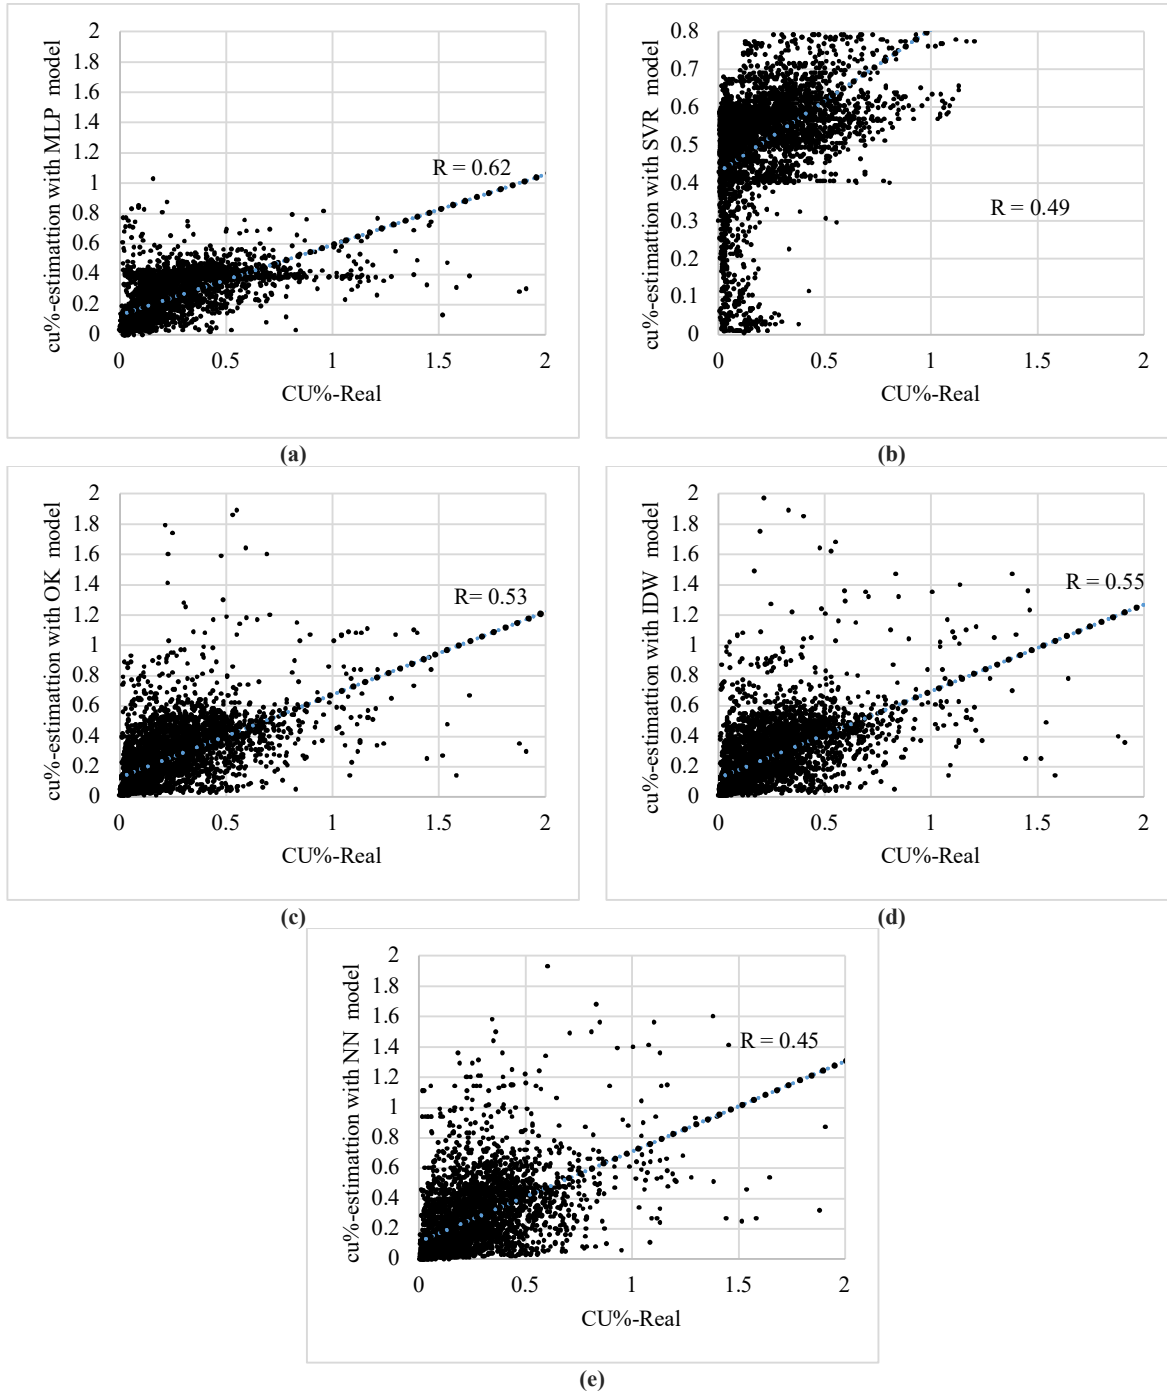 cu%-estimattion with MLP model
2
1.8
1.6
1.4
1.2
1
0.8
0.6
0.4
0.2
0
R = 0.62
0 0.5 1 1.5 2
CU%-Real
(a)
cu%-estimattion with SVR model
0.8
0.7
0.6
0.5
0.4
0.3
0.2
0.1
0
R = 0.49
0 0.5 1 1.5 2
CU%-Real
(b)
cu%-estimattion with OK model
2
1.8
1.6
1.4
1.2
1
0.8
0.6
0.4
0.2
0
R= 0.53
0 0.5 1 1.5 2
CU%-Real
(c)
cu%-estimattion with IDW model
2
1.8
1.6
1.4
1.2
1
0.8
0.6
0.4
0.2
0
R = 0.55
0 0.5 1 1.5 2
CU%-Real
(d)
cu%-estimattion with NN model
2
1.8
1.6
1.4
1.2
1
0.8
0.6
0.4
0.2
0
R = 0.45
0 0.5 1 1.5 2
CU%-Real
(e)